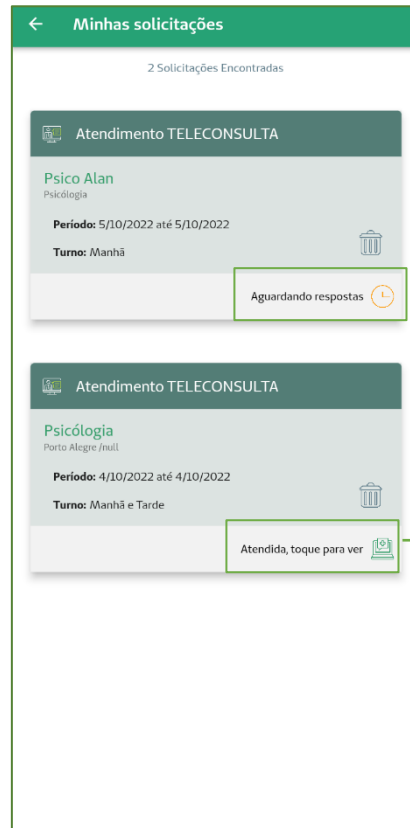 Minhas solicitações
2 Solicitações Encontradas
Atendimento TELECONSULTA
Psico Alan
Psicólogia
Período: 5/10/2022 até 5/10/2022
Turno: Manhã
Aguardando respostas
Atendimento TELECONSULTA
Psicólogia
Porto Alegre /null
Período: 4/10/2022 até 4/10/2022
Turno: Manhã e Tarde
Atendida, toque para ver